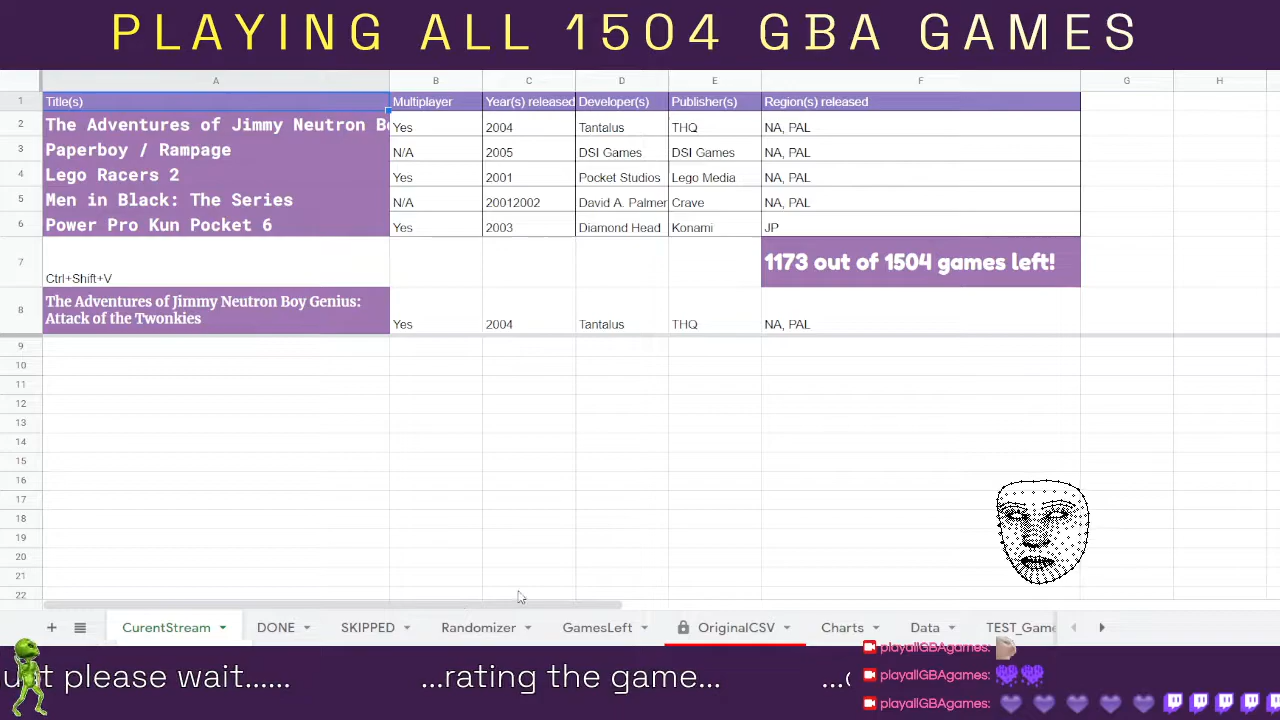 PLAYING ALL 1504 GBA GAMES
A B C D E F G H
1 Title(s) Multiplayer Year(s) released Developer(s) Publisher(s) Region(s) released
2 The Adventures of Jimmy Neutron Bo Yes 2004 Tantalus THQ NA, PAL
3 Paperboy / Rampage N/A 2005 DSI Games DSI Games NA, PAL
4 Lego Racers 2 Yes 2001 Pocket Studios Lego Media NA, PAL
5 Men in Black: The Series N/A 20012002 David A. Palmer Crave NA, PAL
6 Power Pro Kun Pocket 6 Yes 2003 Diamond Head Konami JP
7 Ctrl+Shift+V 1173 out of 1504 games left!
8 The Adventures of Jimmy Neutron Boy Genius:
Attack of the Twonkies Yes 2004 Tantalus THQ NA, PAL
9
10
11
12
13
14
15
16
17
18
19
20
21
22
CurentStream DONE SKIPPED Randomizer GamesLeft OriginalCSV Charts Data TEST_Game
playallGBAgames:
ut please wait...... ...rating the game... ...
playallGBAgames:
playallGBAgames: